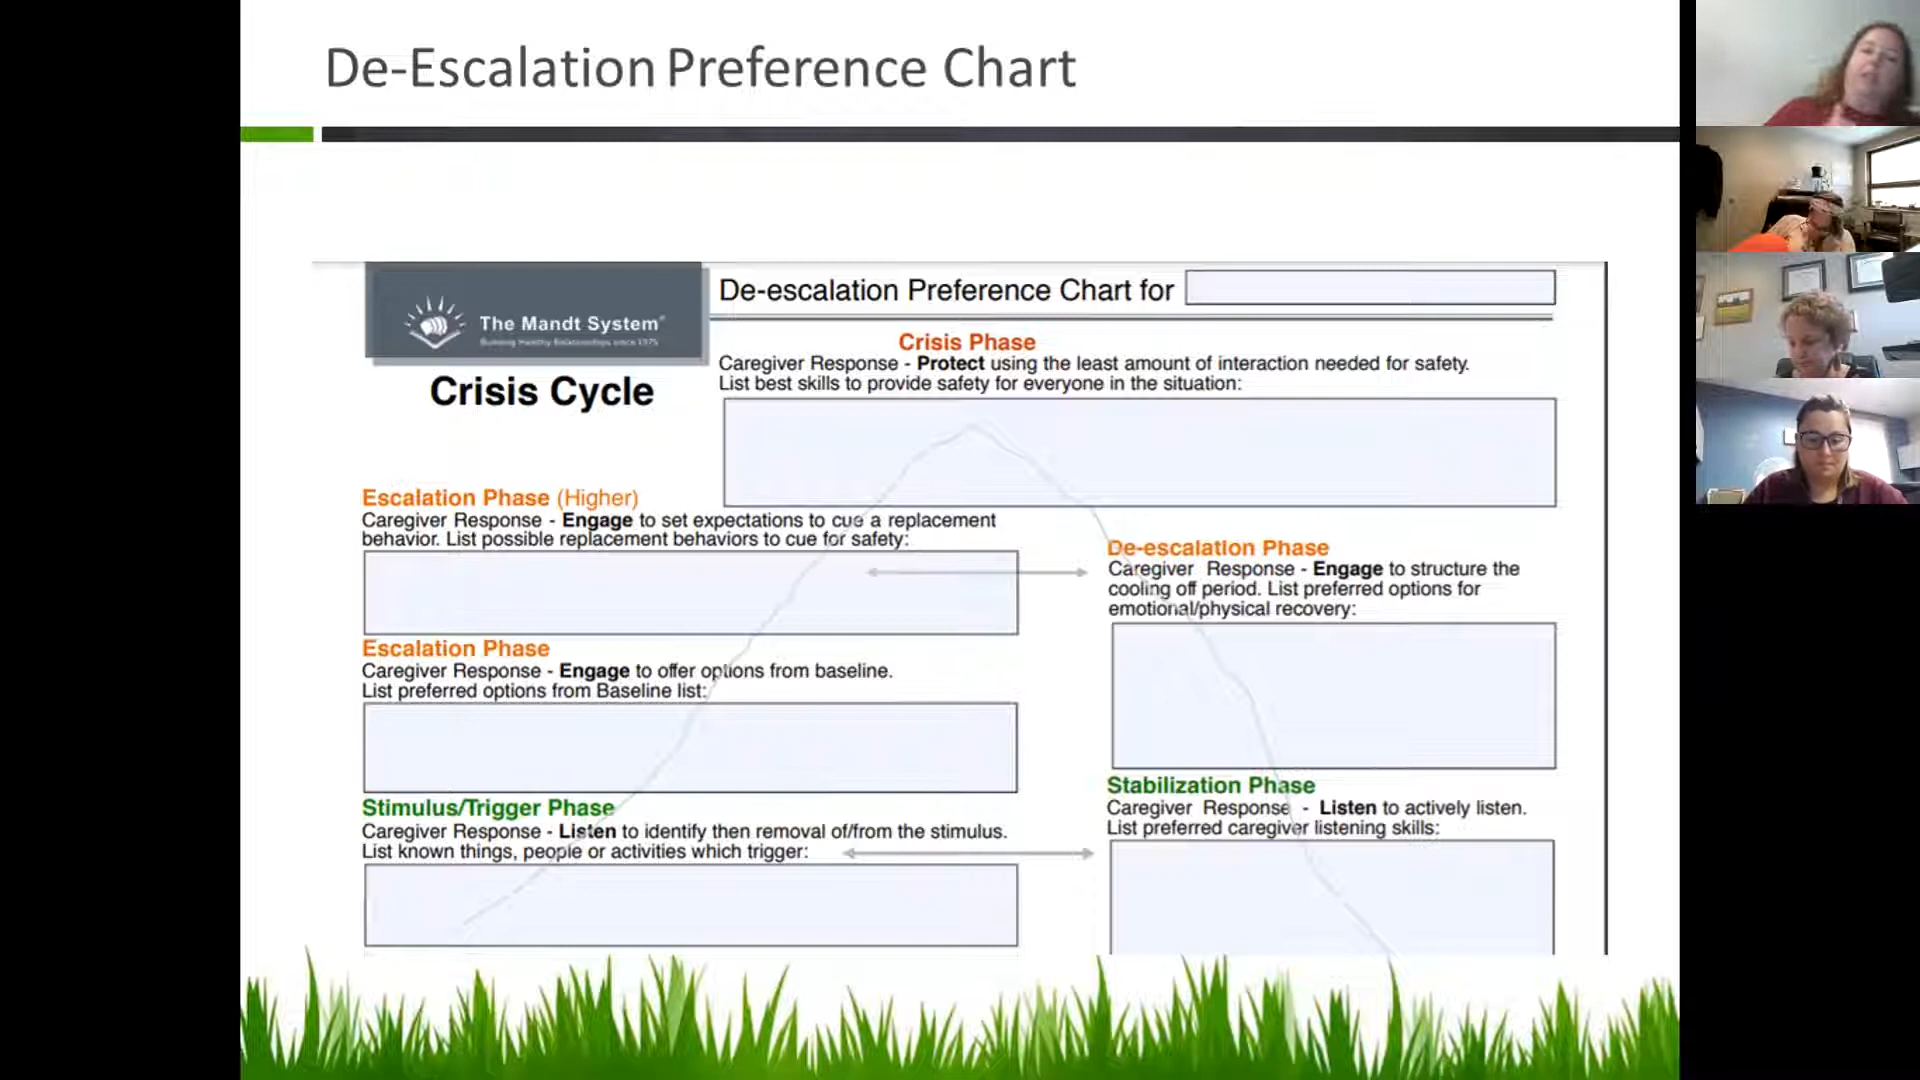 De-Escalation Preference Chart
The Mandt System®
Building Healthy Relationships since 1975
Crisis Cycle
De-escalation Preference Chart for
Crisis Phase
Caregiver Response - Protect using the least amount of interaction needed for safety.
List best skills to provide safety for everyone in the situation:
Escalation Phase (Higher)
Caregiver Response - Engage to set expectations to cue a replacement
behavior. List possible replacement behaviors to cue for safety:
Escalation Phase
Caregiver Response - Engage to offer options from baseline.
List preferred options from Baseline list:
Stimulus/Trigger Phase
Caregiver Response - Listen to identify then removal of/from the stimulus.
List known things, people or activities which trigger:
De-escalation Phase
Caregiver Response - Engage to structure the
cooling off period. List preferred options for
emotional/physical recovery:
Stabilization Phase
Caregiver Response - Listen to actively listen.
List preferred caregiver listening skills: